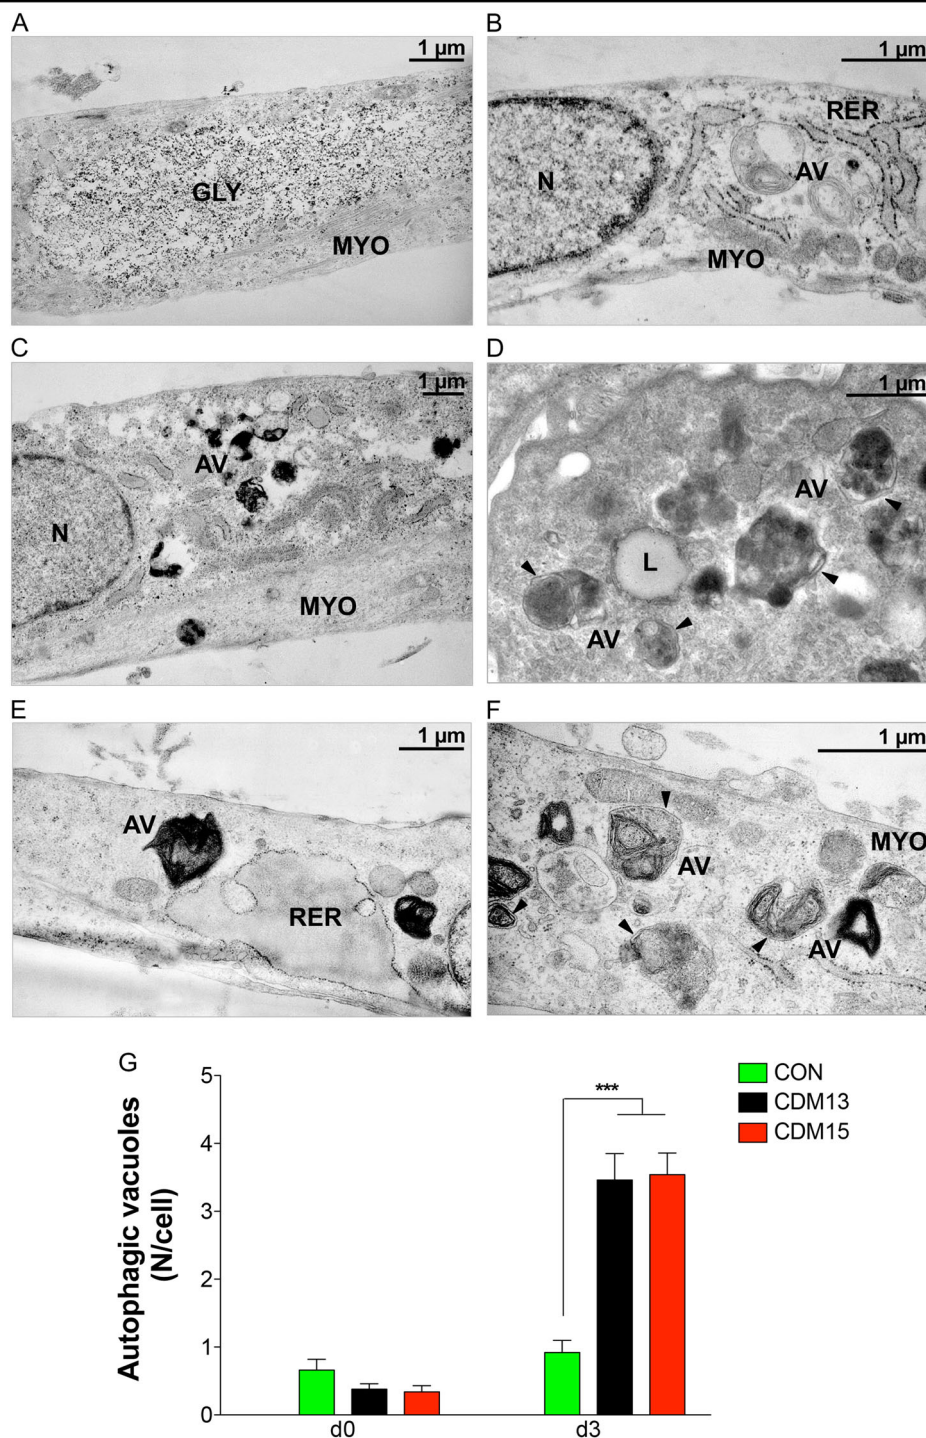 A
1 µm
GLY
MYO
B
1 µm
RER
AV
N
MYO
C
1 µm
AV
N
MYO
D
1 µm
AV
L
AV
E
1 µm
AV
RER
F
1 µm
MYO
AV
AV
G
CON
CDM13
CDM15
***
Autophagic vacuoles
(N/cell)
5
4
3
2
1
0
d0
d3